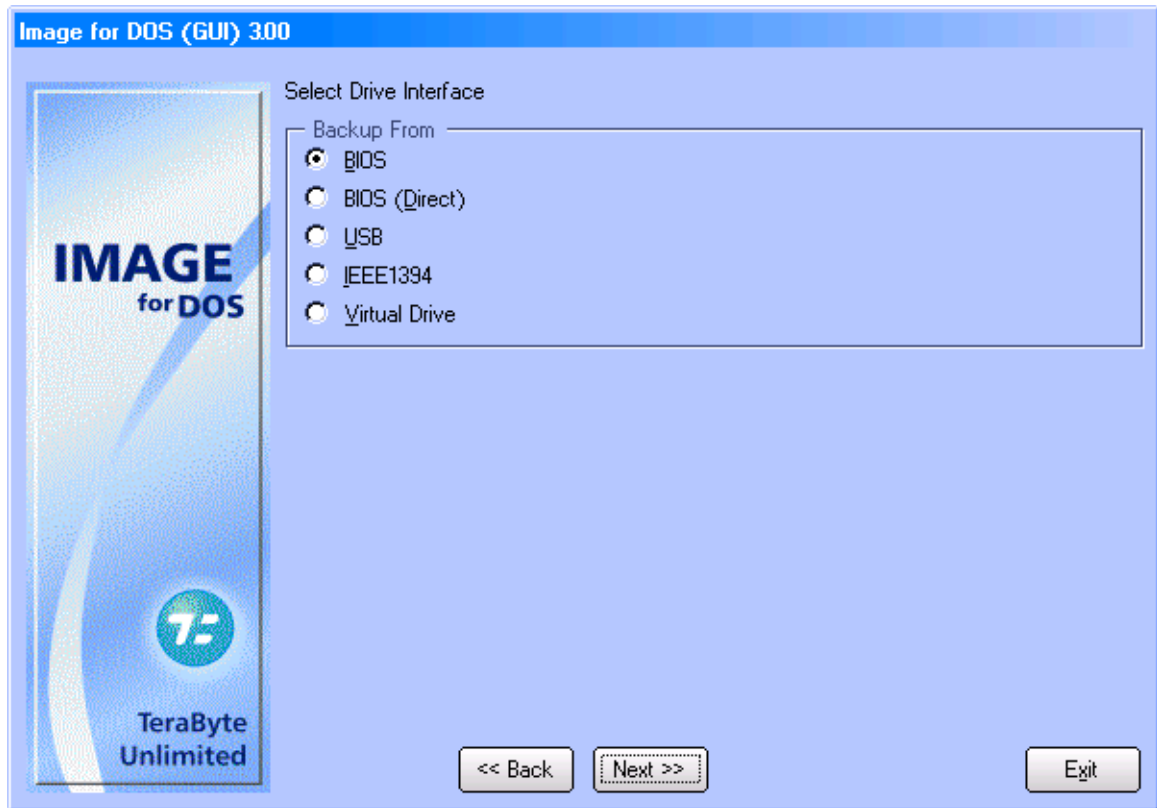 Image for DOS (GUI) 3.00
Select Drive Interface
Backup From
BIOS
BIOS (Direct)
USB
IEEE1394
Virtual Drive
IMAGE
for DOS
TeraByte
Unlimited
<< Back
Next >>
Exit